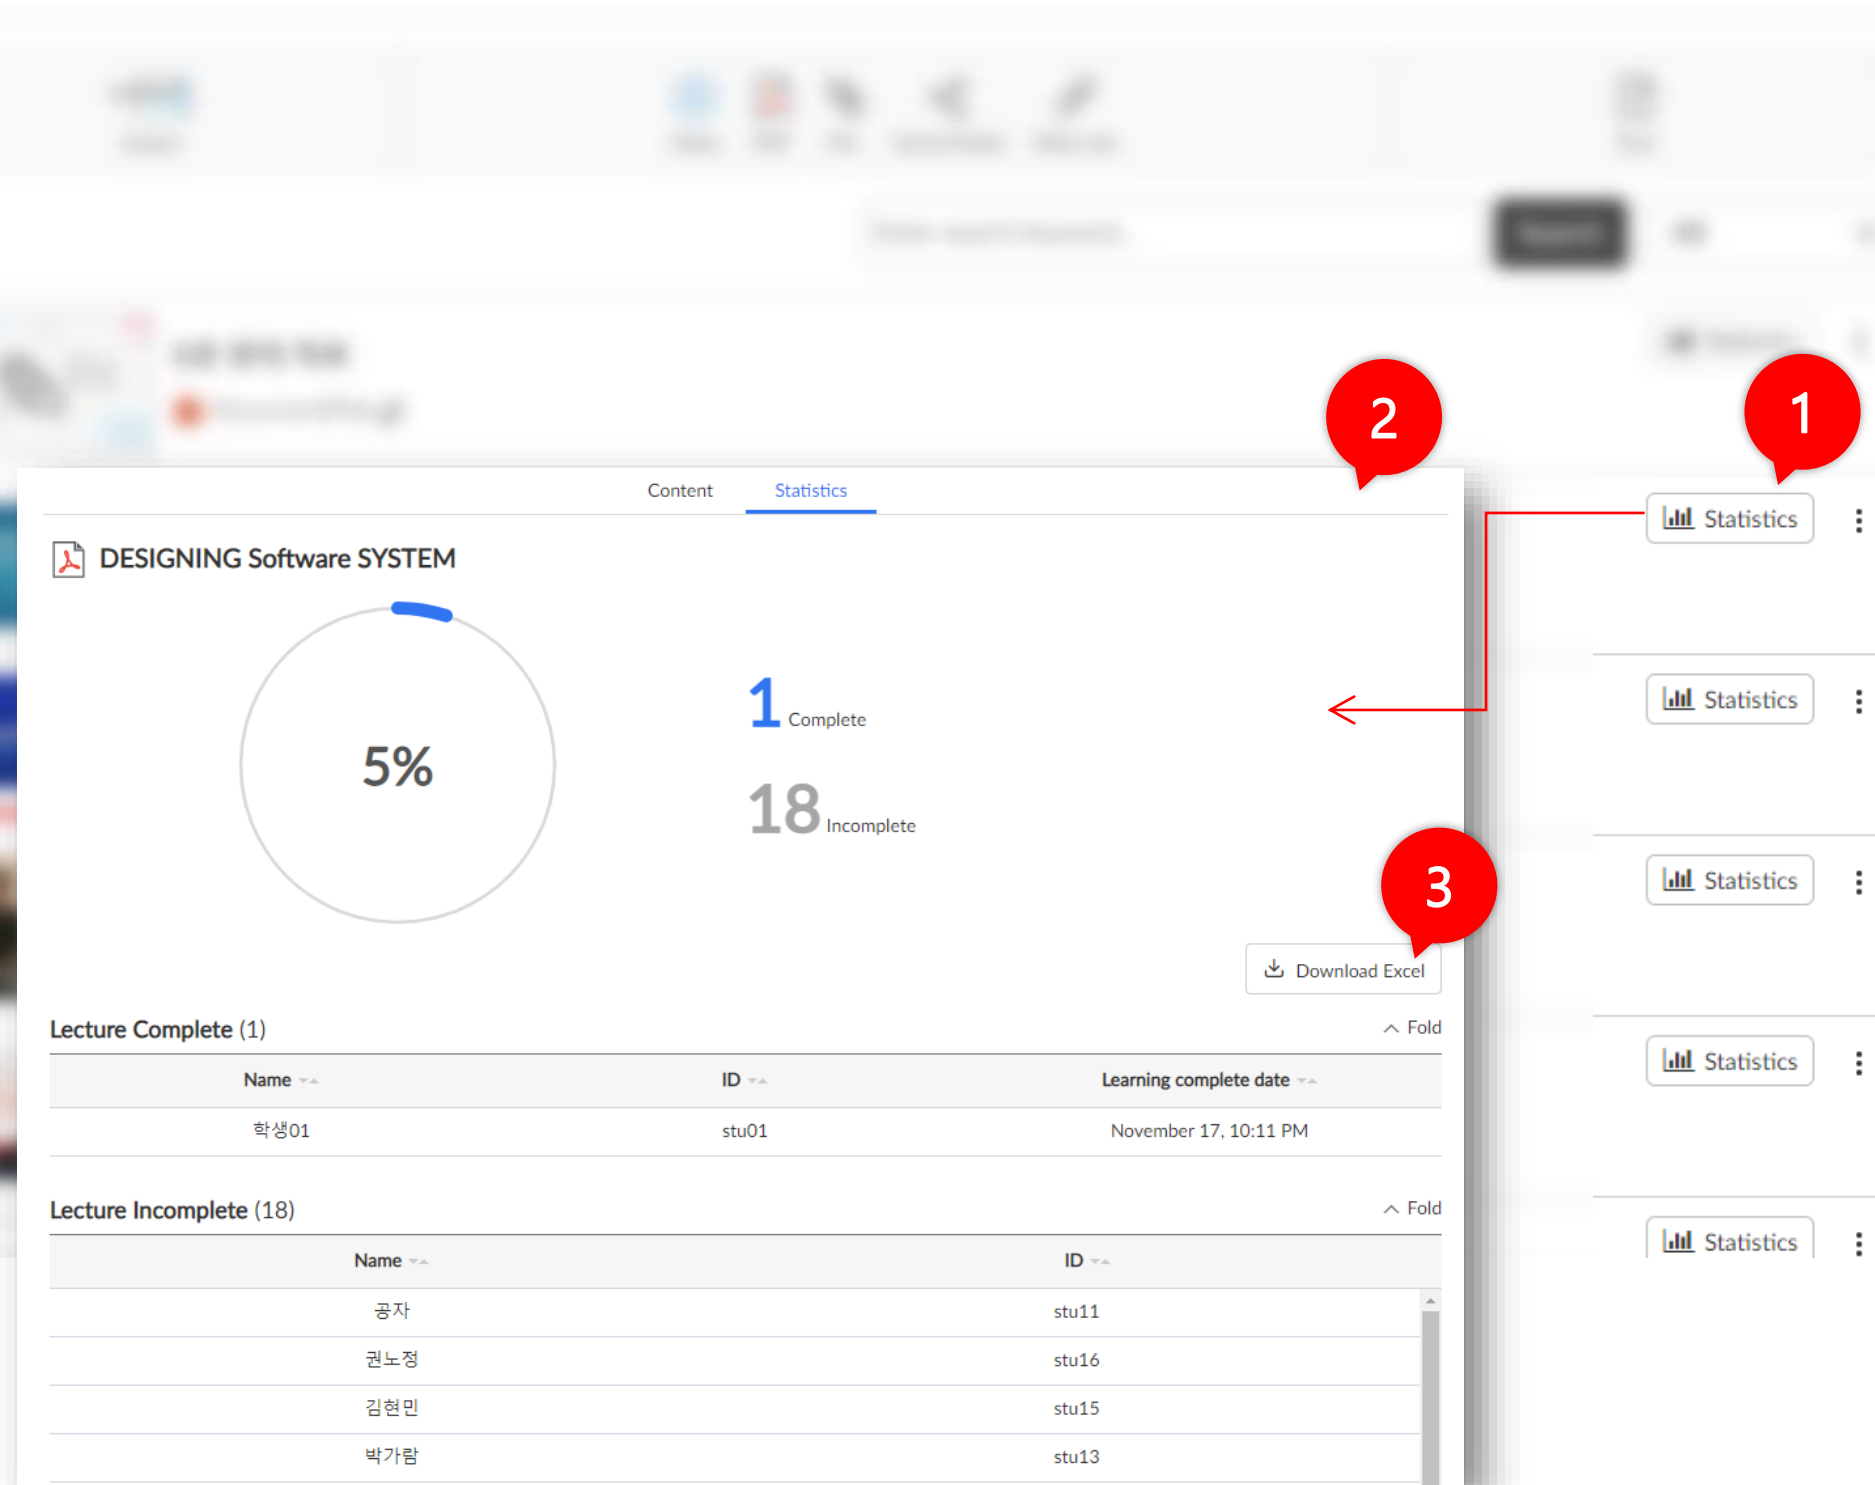 2
1
Content Statistics
Statistics
DESIGNING Software SYSTEM
1 Complete
Statistics
5%
18 Incomplete
3
Statistics
Download Excel
Lecture Complete (1) Fold
Name ID Learning complete date
Statistics
학생01 stu01 November 17, 10:11 PM
Lecture Incomplete (18) Fold
Statistics
Name ID
공자 stu11
권노정 stu16
김현민 stu15
박가람 stu13